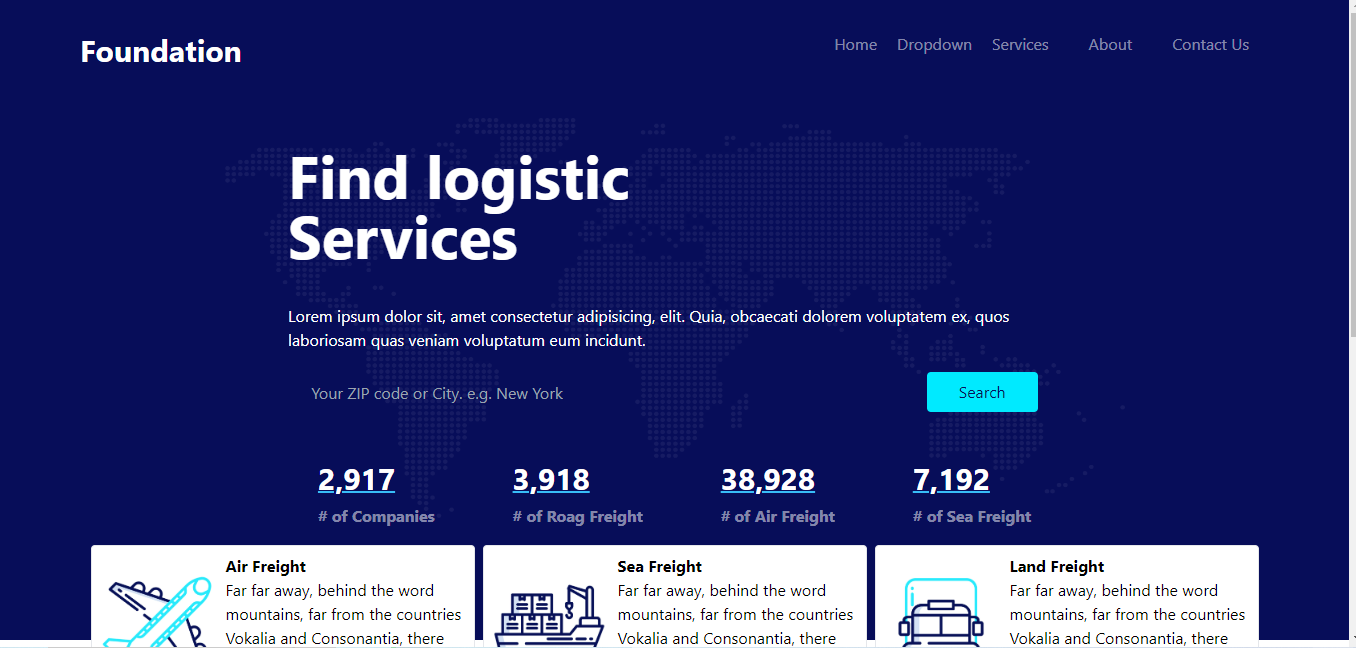 Foundation
Home Dropdown Services About Contact Us
Find logistic
Services
Lorem ipsum dolor sit, amet consectetur adipisicing, elit. Quia, obcaecati dolorem voluptatem ex, quos
laboriosam quas veniam voluptatum eum incidunt.
Your ZIP code or City. e.g. New York
Search
2,917
# of Companies
3,918
# of Roag Freight
38,928
# of Air Freight
7,192
# of Sea Freight
Air Freight
Far far away, behind the word
mountains, far from the countries
Vokalia and Consonantia, there
Sea Freight
Far far away, behind the word
mountains, far from the countries
Vokalia and Consonantia, there
Land Freight
Far far away, behind the word
mountains, far from the countries
Vokalia and Consonantia, there